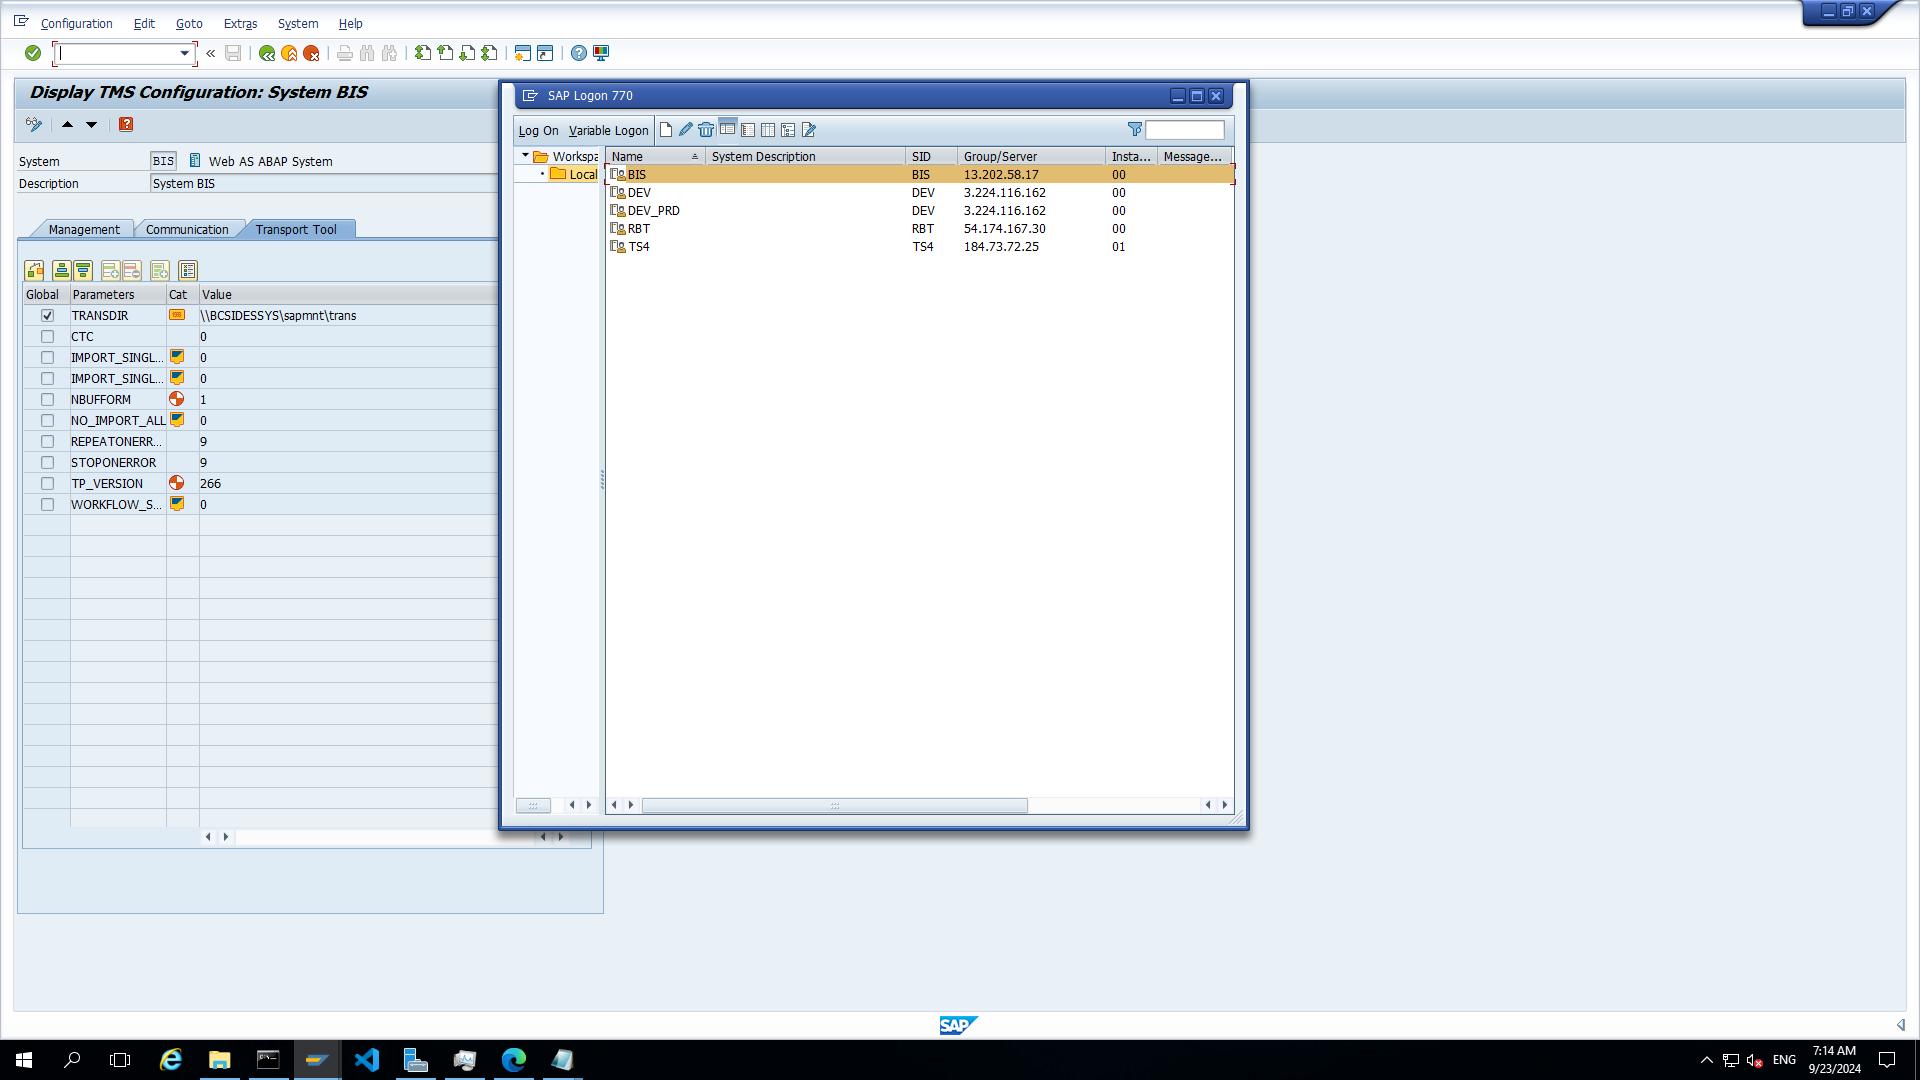 Configuration Edit Goto Extras System Help
Display TMS Configuration: System BIS
System BIS Web AS ABAP System
Description System BIS
Management Communication Transport Tool
Global Parameters Cat Value
TRANSDIR \\BCSIDESSYS\sapmnt\trans
CTC 0
IMPORT_SINGL... 0
IMPORT_SINGL... 0
NBUFFORM 1
NO_IMPORT_ALL 0
REPEATONERR... 9
STOPONERROR 9
TP_VERSION 266
WORKFLOW_S... 0
SAP Logon 770
Log On Variable Logon
Workspa
Local
Name System Description SID Group/Server Insta... Message...
BIS BIS 13.202.58.17 00
DEV DEV 3.224.116.162 00
DEV_PRD DEV 3.224.116.162 00
RBT RBT 54.174.167.30 00
TS4 TS4 184.73.72.25 01
SAP
ENG
7:14 AM
9/23/2024